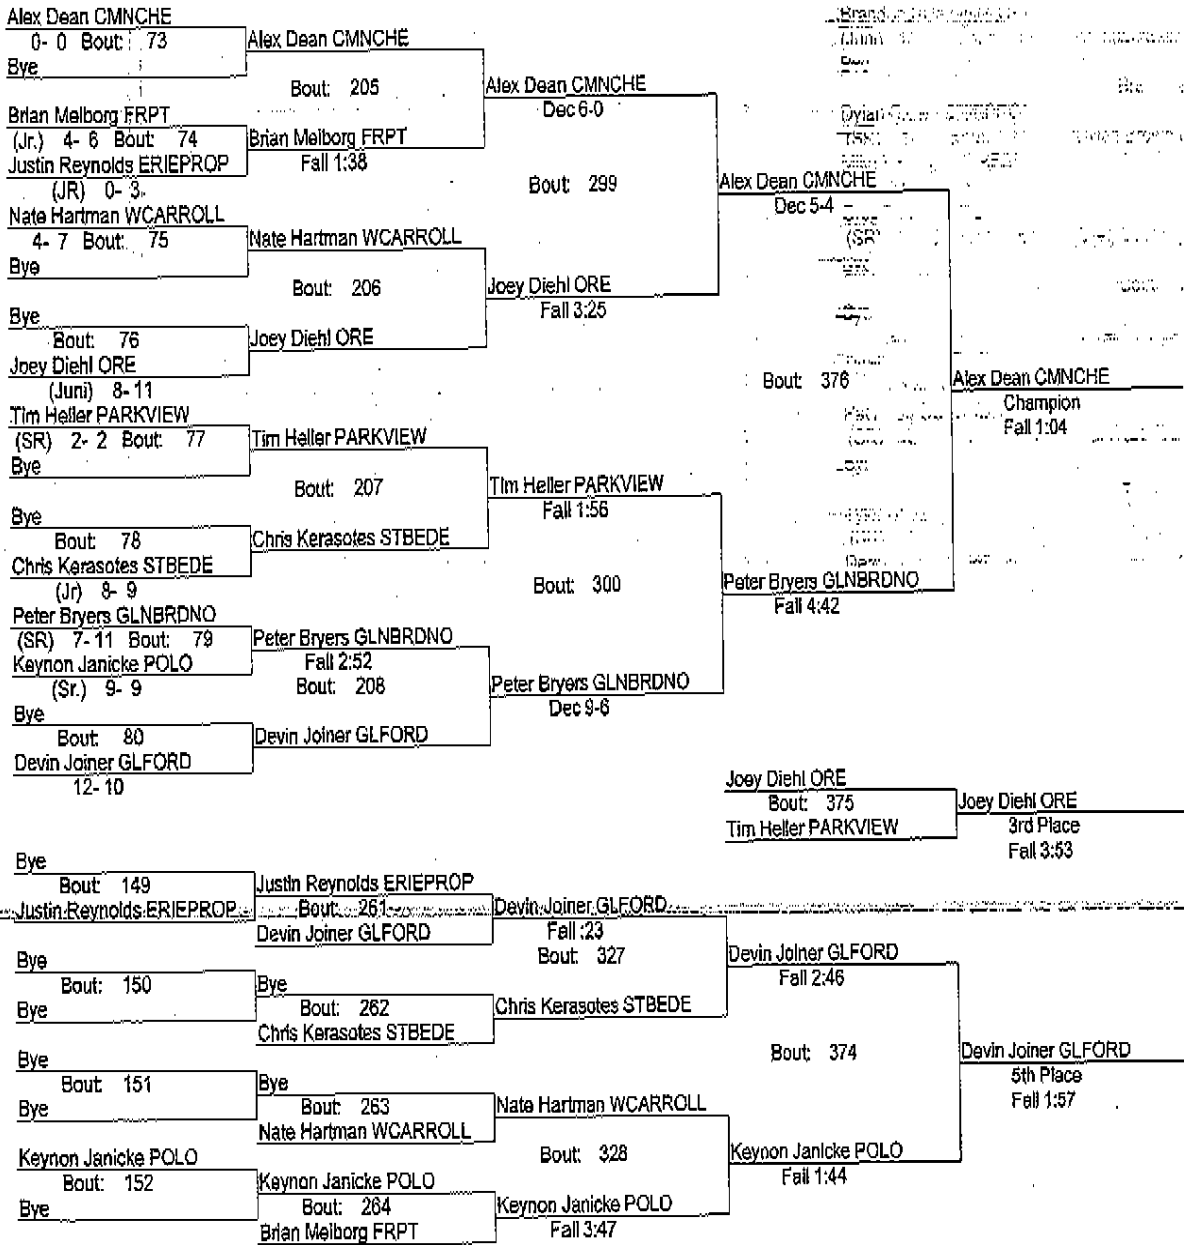 Alex Dean CMNCHE
0- 0 Bout: 73
Bye
Alex Dean CMNCHE
Bout: 205
Brian Melborg FRPT
(Jr.) 4- 6 Bout: 74
Justin Reynolds ERIEPROP
(JR) 0- 3
Brian Melborg FRPT
Fall 1:38
Alex Dean CMNCHE
Dec 6-0
Bout: 299
Nate Hartman WCARROLL
4- 7 Bout: 75
Bye
Nate Hartman WCARROLL
Bout: 206
Bye
Bout: 76
Joey Diehl ORE
(Juni) 8- 11
Joey Diehl ORE
Joey Diehl ORE
Fall 3:25
Alex Dean CMNCHE
Dec 5-4
Bout: 376
Tim Heller PARKVIEW
(SR) 2- 2 Bout: 77
Bye
Tim Heller PARKVIEW
Bout: 207
Bye
Bout: 78
Chris Kerasotes STBEDE
(Jr) 8- 9
Chris Kerasotes STBEDE
Tim Heller PARKVIEW
Fall 1:56
Bout: 300
Peter Bryers GLNBRDNO
(SR) 7- 11 Bout: 79
Keynon Janicke POLO
(Sr.) 9- 9
Peter Bryers GLNBRDNO
Fall 2:52
Bout: 208
Bye
Bout: 80
Devin Joiner GLFORD
12- 10
Devin Joiner GLFORD
Peter Bryers GLNBRDNO
Dec 9-6
Peter Bryers GLNBRDNO
Fall 4:42
Alex Dean CMNCHE
Champion
Fall 1:04
Joey Diehl ORE
Bout: 375
Tim Heller PARKVIEW
Joey Diehl ORE
3rd Place
Fall 3:53
Bye
Bout: 149
Justin Reynolds ERIEPROP
Justin Reynolds ERIEPROP
Bout: 261
Devin Joiner GLFORD
Devin Joiner GLFORD
Fall :23
Bout: 327
Bye
Bout: 150
Bye
Bye
Bout: 262
Chris Kerasotes STBEDE
Chris Kerasotes STBEDE
Devin Joiner GLFORD
Fall 2:46
Bout: 374
Bye
Bout: 151
Bye
Bye
Bout: 263
Nate Hartman WCARROLL
Nate Hartman WCARROLL
Bout: 328
Keynon Janicke POLO
Bout: 152
Bye
Keynon Janicke POLO
Bout: 264
Brian Melborg FRPT
Keynon Janicke POLO
Fall 3:47
Keynon Janicke POLO
Fall 1:44
Devin Joiner GLFORD
5th Place
Fall 1:57